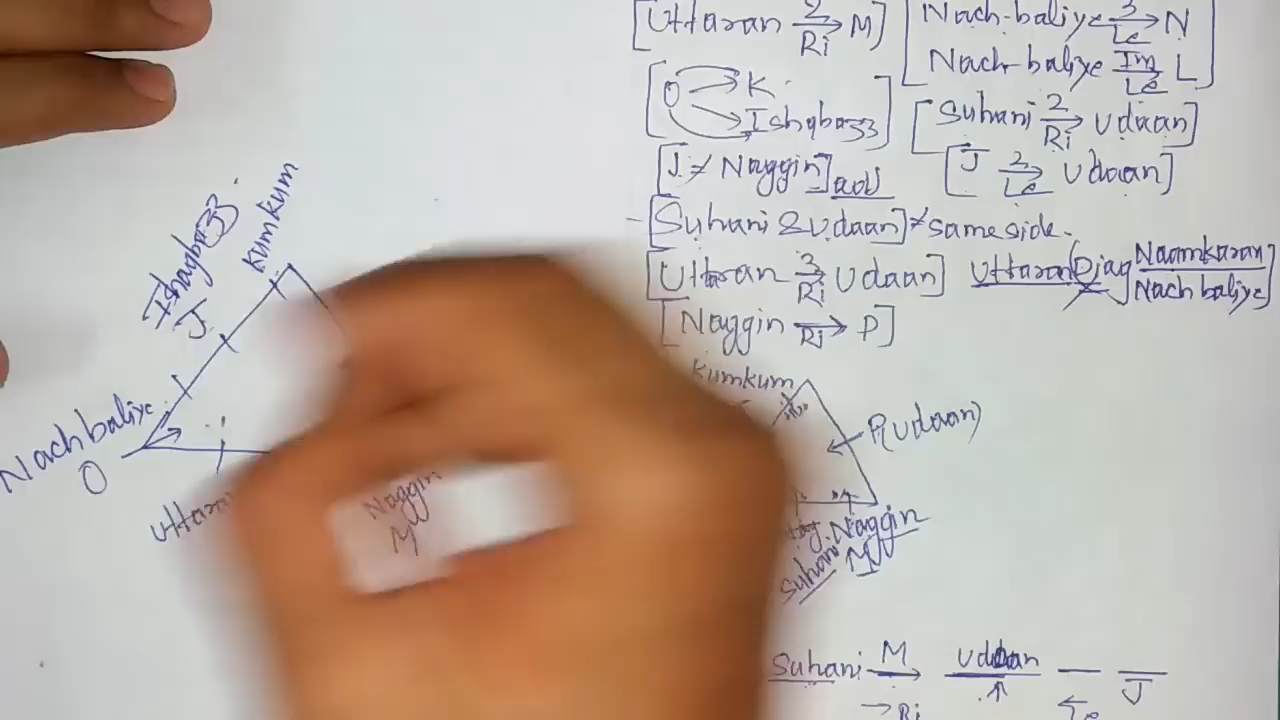 [Uttaran 2/Ri → M]
[Nach-baliye 3/Le → N
Nach-baliye Im/Le L]
[O → K
→ Ishqbazz]
[Suhani 2/Ri → Udaan]
[J ≠ Naggin] adj
[J 2/Le → Udaan]
- [Suhani & Udaan] ≠ same side.
[Uttaran 3/Ri Udaan]
Uttaran Diag Naamkaran
Nach baliye]
[Naggin Ri → P]
Ishqbazz
J
Kumkum
Nach baliye
O
Naggin
M
Kumkum
P(Udaan)
Naggin
Suhani M
Suhani M → Udaan — —
→ Ri
Le
J